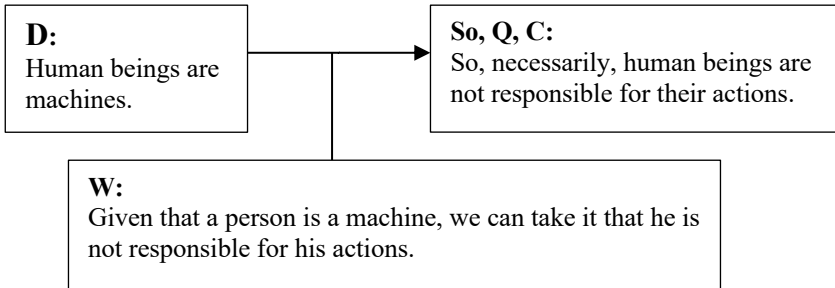 D:
Human beings are
machines.
So, Q, C:
So, necessarily, human beings are
not responsible for their actions.
W:
Given that a person is a machine, we can take it that he is
not responsible for his actions.